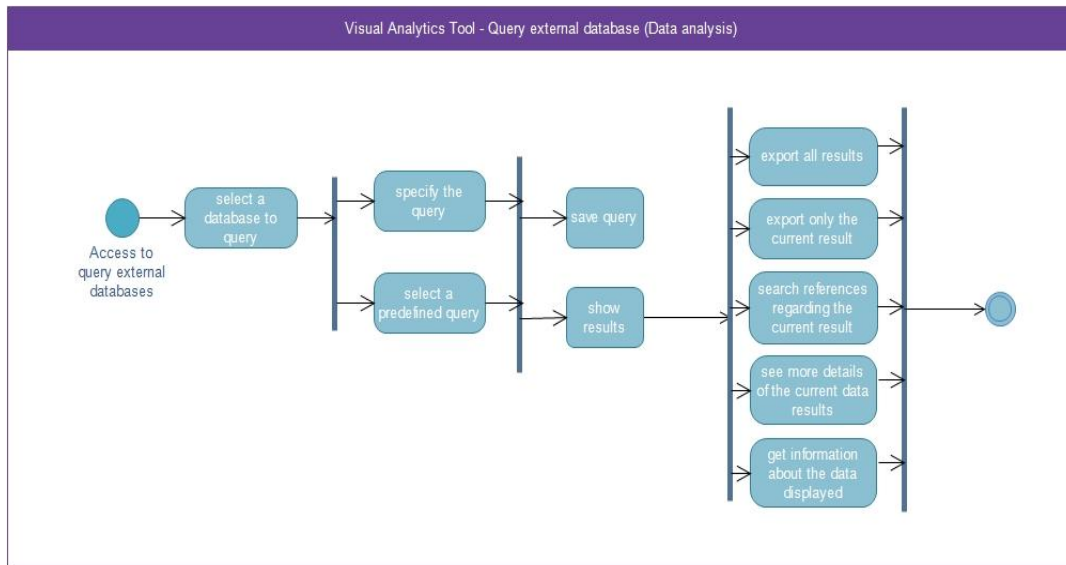 Visual Analytics Tool - Query external database (Data analysis)
Access to
query external
databases
select a
database to
query
specify the
query
select a
predefined query
save query
show
results
export all results
export only the
current result
search references
regarding the
current result
see more details
of the current data
results
get information
about the data
displayed